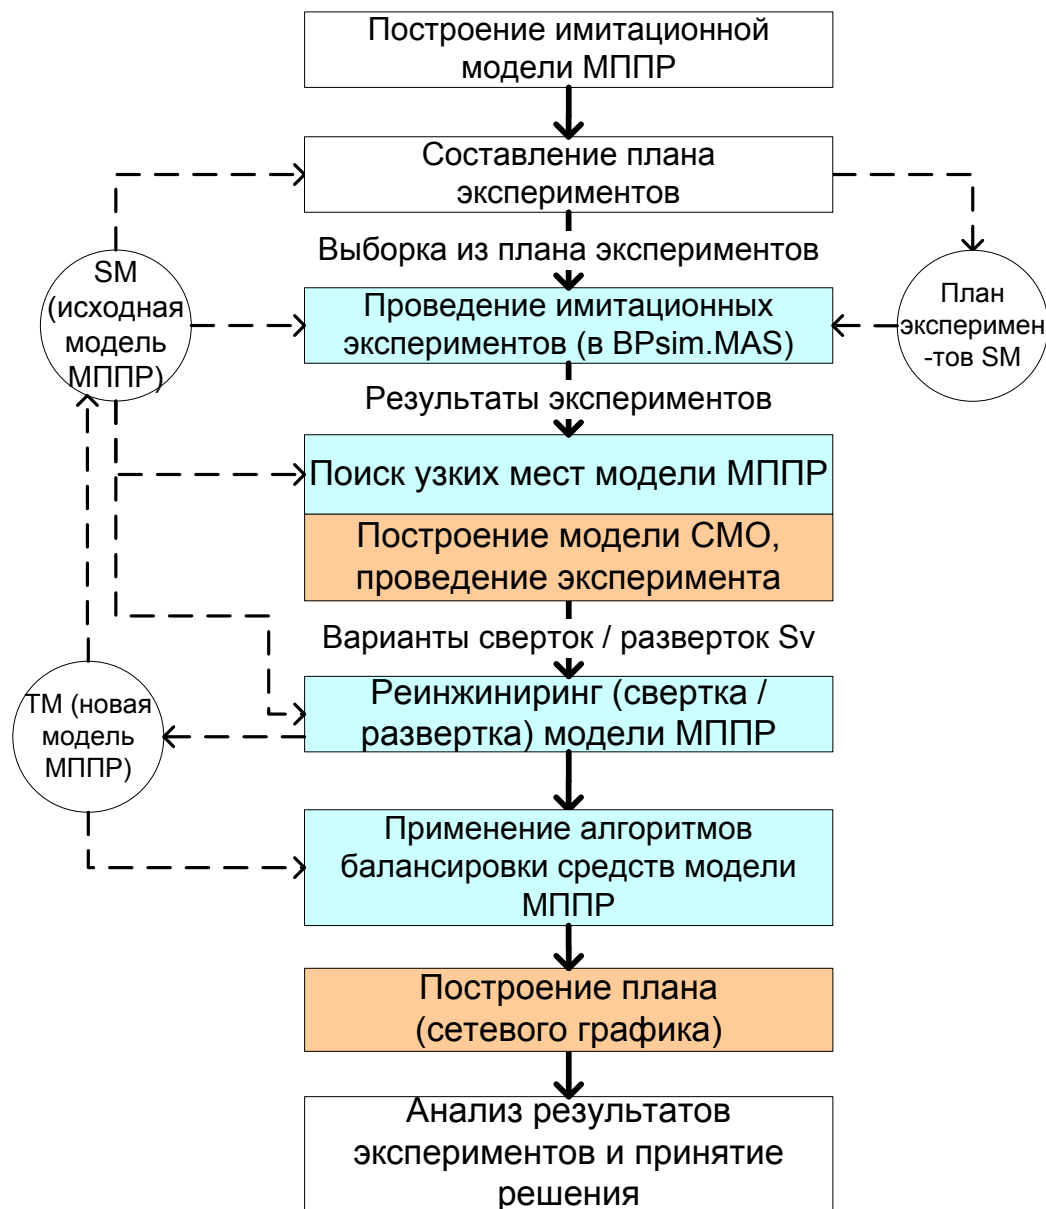 Построение имитационной
модели МППР
Составление плана
экспериментов
Выборка из плана экспериментов
SM
(исходная
модель
МППР)
Проведение имитационных
экспериментов (в BPsim.MAS)
План
эксперимен
-тов SM
Результаты экспериментов
Поиск узких мест модели МППР
Построение модели СМО,
проведение эксперимента
Варианты сверток / разверток Sv
Реинжиниринг (свертка /
развертка) модели МППР
TM (новая
модель
МППР)
Применение алгоритмов
балансировки средств модели
МППР
Построение плана
(сетевого графика)
Анализ результатов
экспериментов и принятие
решения